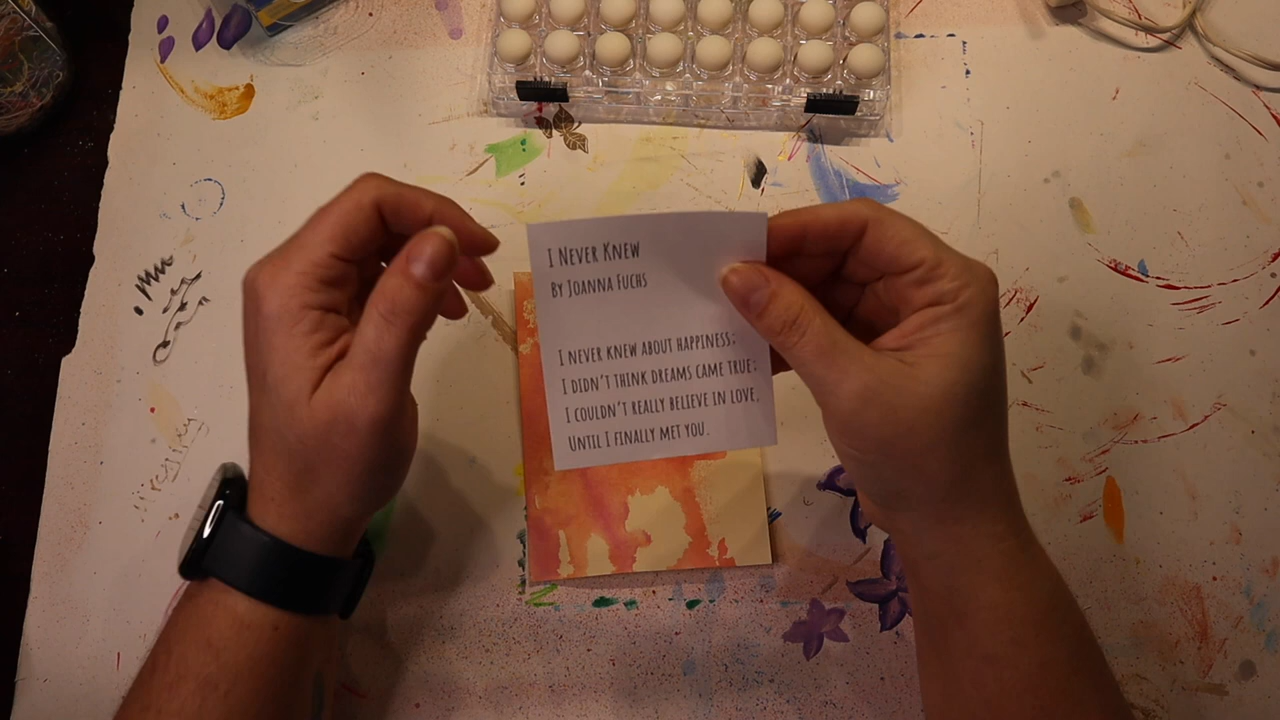 I NEVER KNEW
BY JOANNA FUCHS
I NEVER KNEW ABOUT HAPPINESS;
I DIDN'T THINK DREAMS CAME TRUE;
I COULDN'T REALLY BELIEVE IN LOVE,
UNTIL I FINALLY MET YOU.